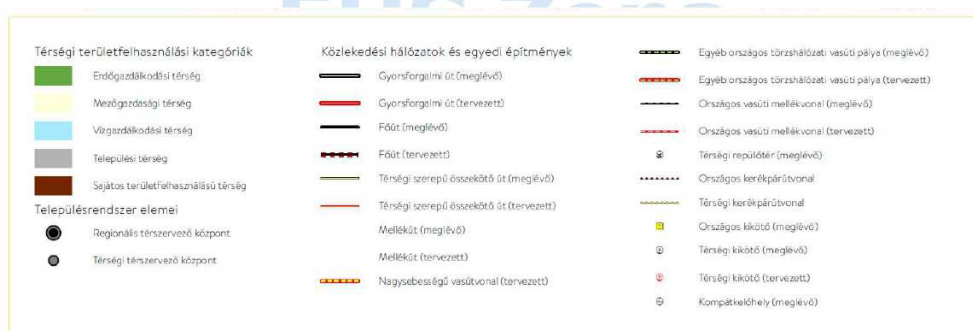 Térségi területfelhasználási kategóriák
Erdőgazdálkodási térség
Mezőgazdasági térség
Vízgazdálkodási térség
Települési térség
Sajátos területfelhasználású térség
Településrendszer elemei
Regionális térszervező központ
Térségi térszervező központ
Közlekedési hálózatok és egyedi építmények
Gyorsforgalmi út (meglévő)
Gyorsforgalmi út (tervezett)
Főút (meglévő)
Főút (tervezett)
Térségi szerepű összekötő út (meglévő)
Térségi szerepű összekötő út (tervezett)
Mellékút (meglévő)
Mellékút (tervezett)
Nagysebességű vasútvonal (tervezett)
Egyéb országos törzshálózati vasúti pálya (meglévő)
Egyéb országos törzshálózati vasúti pálya (tervezett)
Országos vasúti mellékvonal (meglévő)
Országos vasúti mellékvonal (tervezett)
Térségi repülőtér (meglévő)
Országos kerékpárútvonal
Térségi kerékpárútvonal
Országos kikötő (meglévő)
Térségi kikötő (meglévő)
Térségi kikötő (tervezett)
Kompátkelőhely (meglévő)